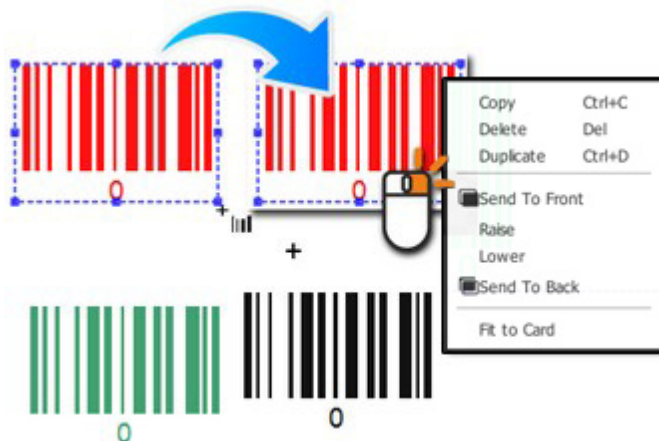 0
0
Copy Ctrl+C
Delete Del
Duplicate Ctrl+D
Send To Front
Raise
Lower
Send To Back
Fit to Card
0
0